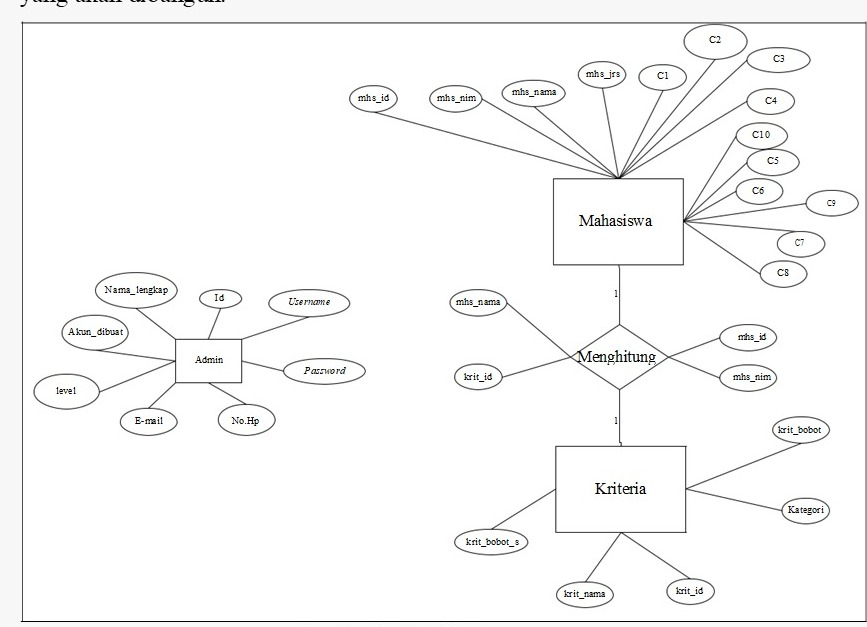 C2
C3
mhs_jrs
C1
mhs_id
mhs_nim
mhs_nama
C4
C10
C5
C6
C9
Mahasiswa
C7
C8
1
Nama_lengkap
Id
Username
Akun_dibuat
Admin
Password
level
E-mail
No.Hp
mhs_nama
mhs_id
Menghitung
krit_id
mhs_nim
1
krit_bobot
Kriteria
Kategori
krit_bobot_s
krit_nama
krit_id